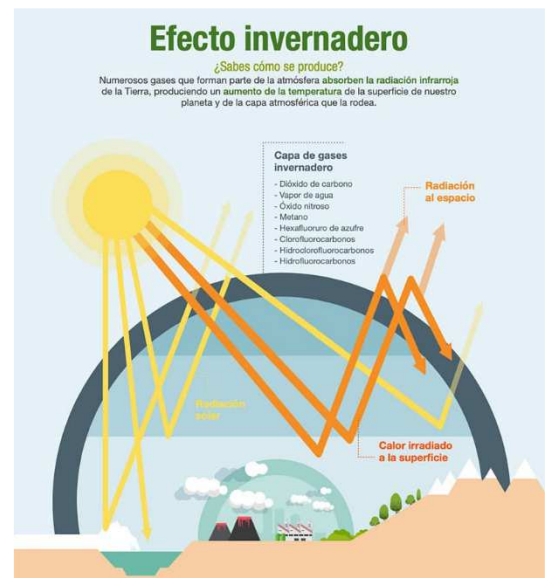 Efecto invernadero
¿Sabes cómo se produce?
Numerosos gases que forman parte de la atmósfera absorben la radiación infrarroja
de la Tierra, produciendo un aumento de la temperatura de la superficie de nuestro
planeta y de la capa atmosférica que la rodea.
Capa de gases
invernadero
- Dióxido de carbono
- Vapor de agua
- Óxido nitroso
- Metano
- Hexafluoruro de azufre
- Clorofluorocarbonos
- Hidroclorofluorocarbonos
- Hidrofluorocarbonos
Radiación
al espacio
Radiación
solar
Calor irradiado
a la superficie